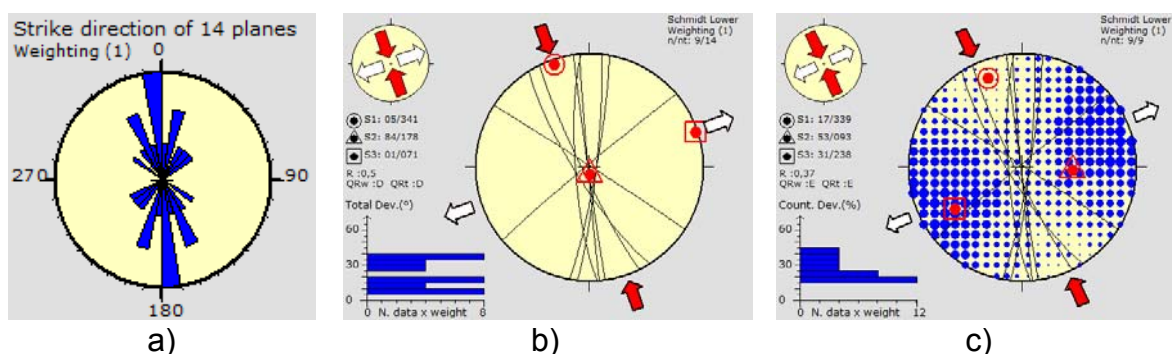 Strike direction of 14 planes
Weighting (1)
0
270
90
180
a)
Schmidt Lower
Weighting (1)
n/nt: 9/14
S1: 05/341
S2: 84/178
S3: 01/071
R :0,5
QRw :D QRt :D
Total Dev.(°)
60
30
0
0 N. data x weight 8
b)
Schmidt Lower
Weighting (1)
n/nt: 9/9
S1: 17/339
S2: 53/093
S3: 31/238
R :0,37
QRw :E QRt :E
Count. Dev.(%)
60
30
0
0 N. data x weight 12
c)